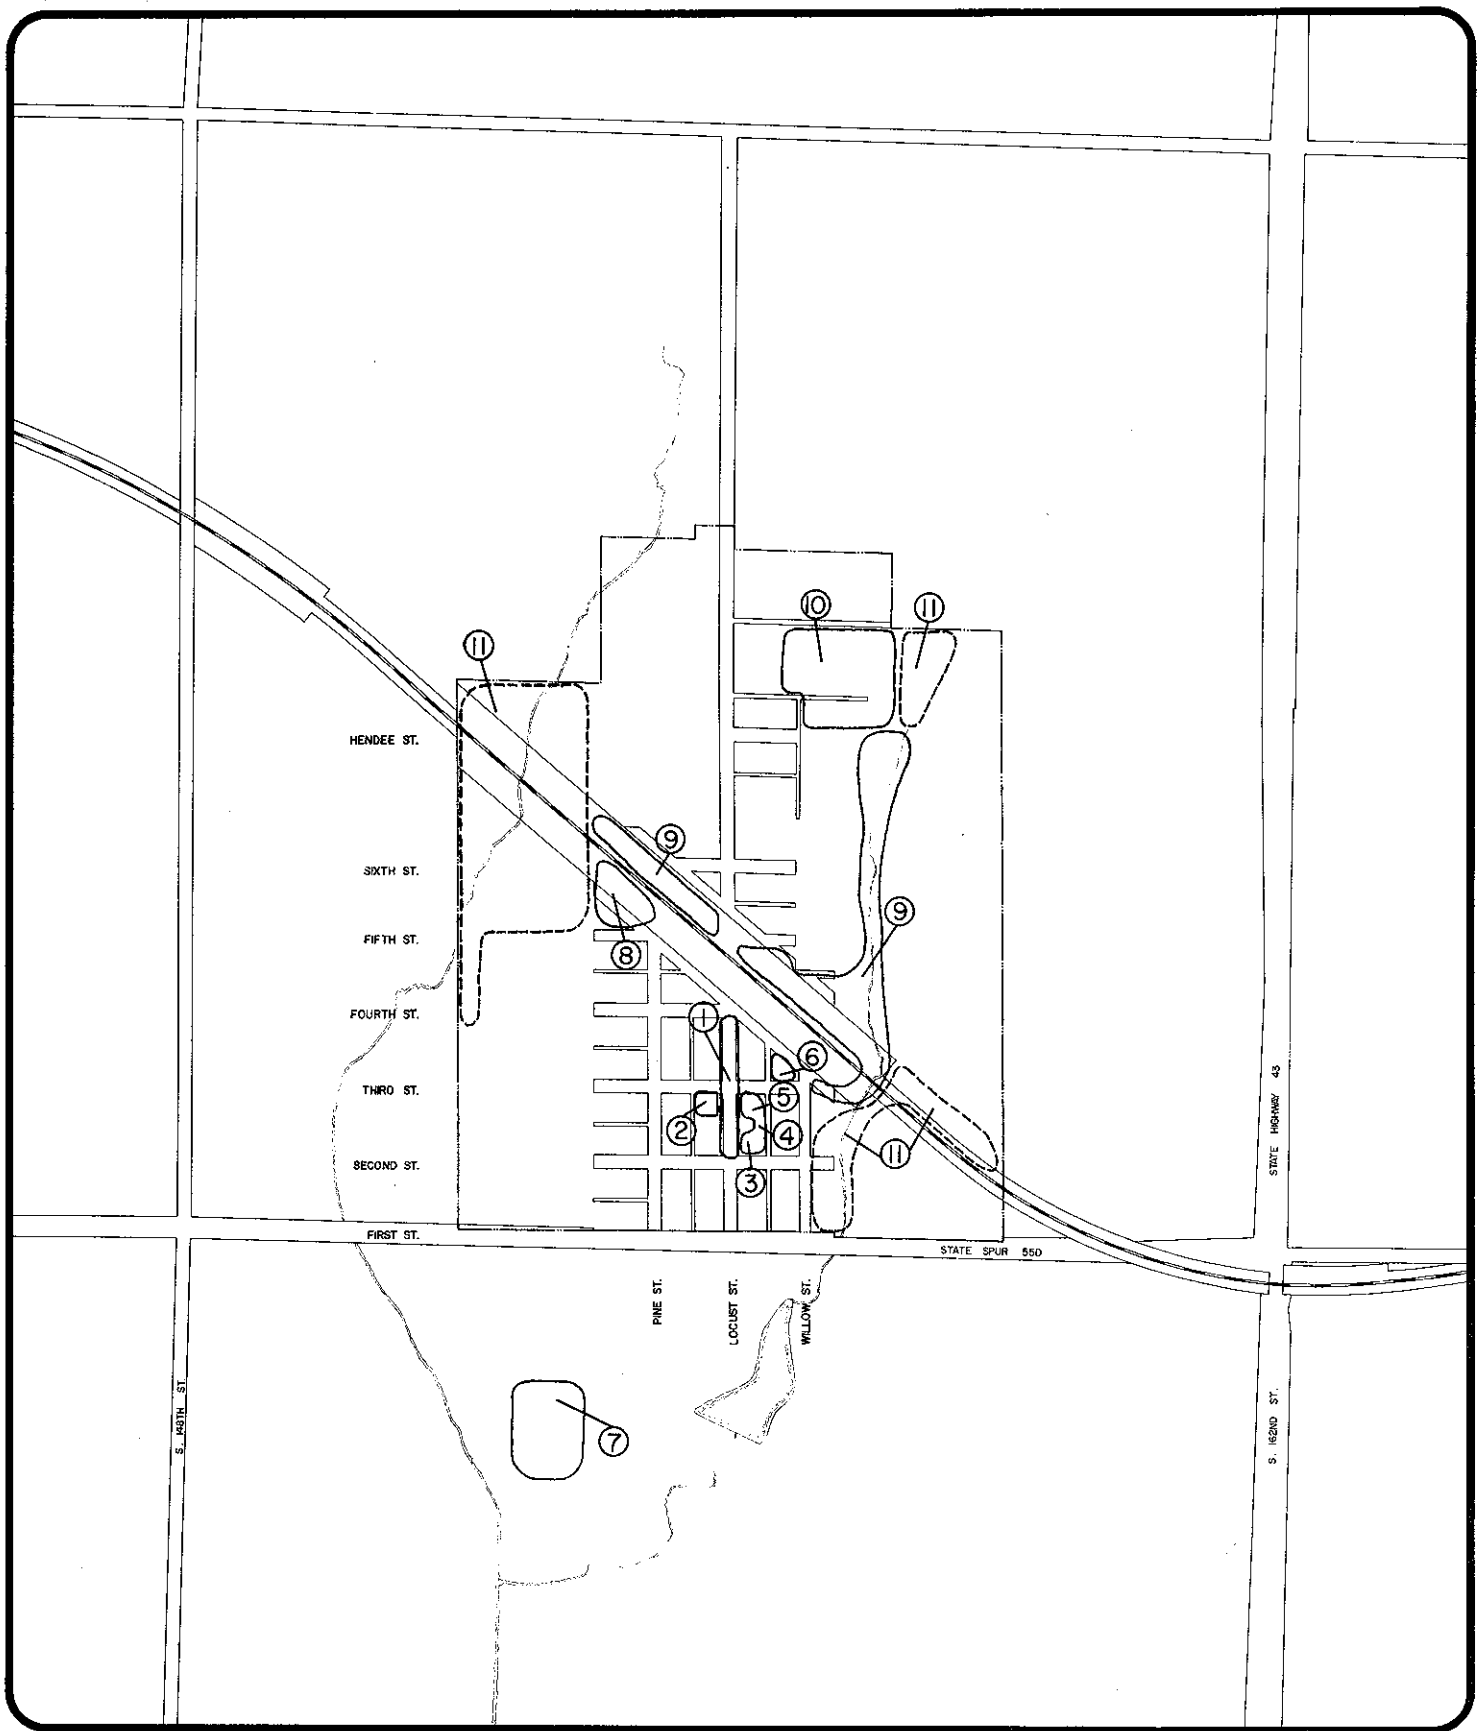 10
11
11
HENDEE ST.
9
SIXTH ST.
9
FIFTH ST.
8
FOURTH ST.
1
6
THIRD ST.
5
2
4
STATE HIGHWAY 43
11
SECOND ST.
3
FIRST ST.
STATE SPUR 55D
PINE ST.
LOCUST ST.
WILLOW ST.
S. 148TH ST.
S. 162ND ST.
7